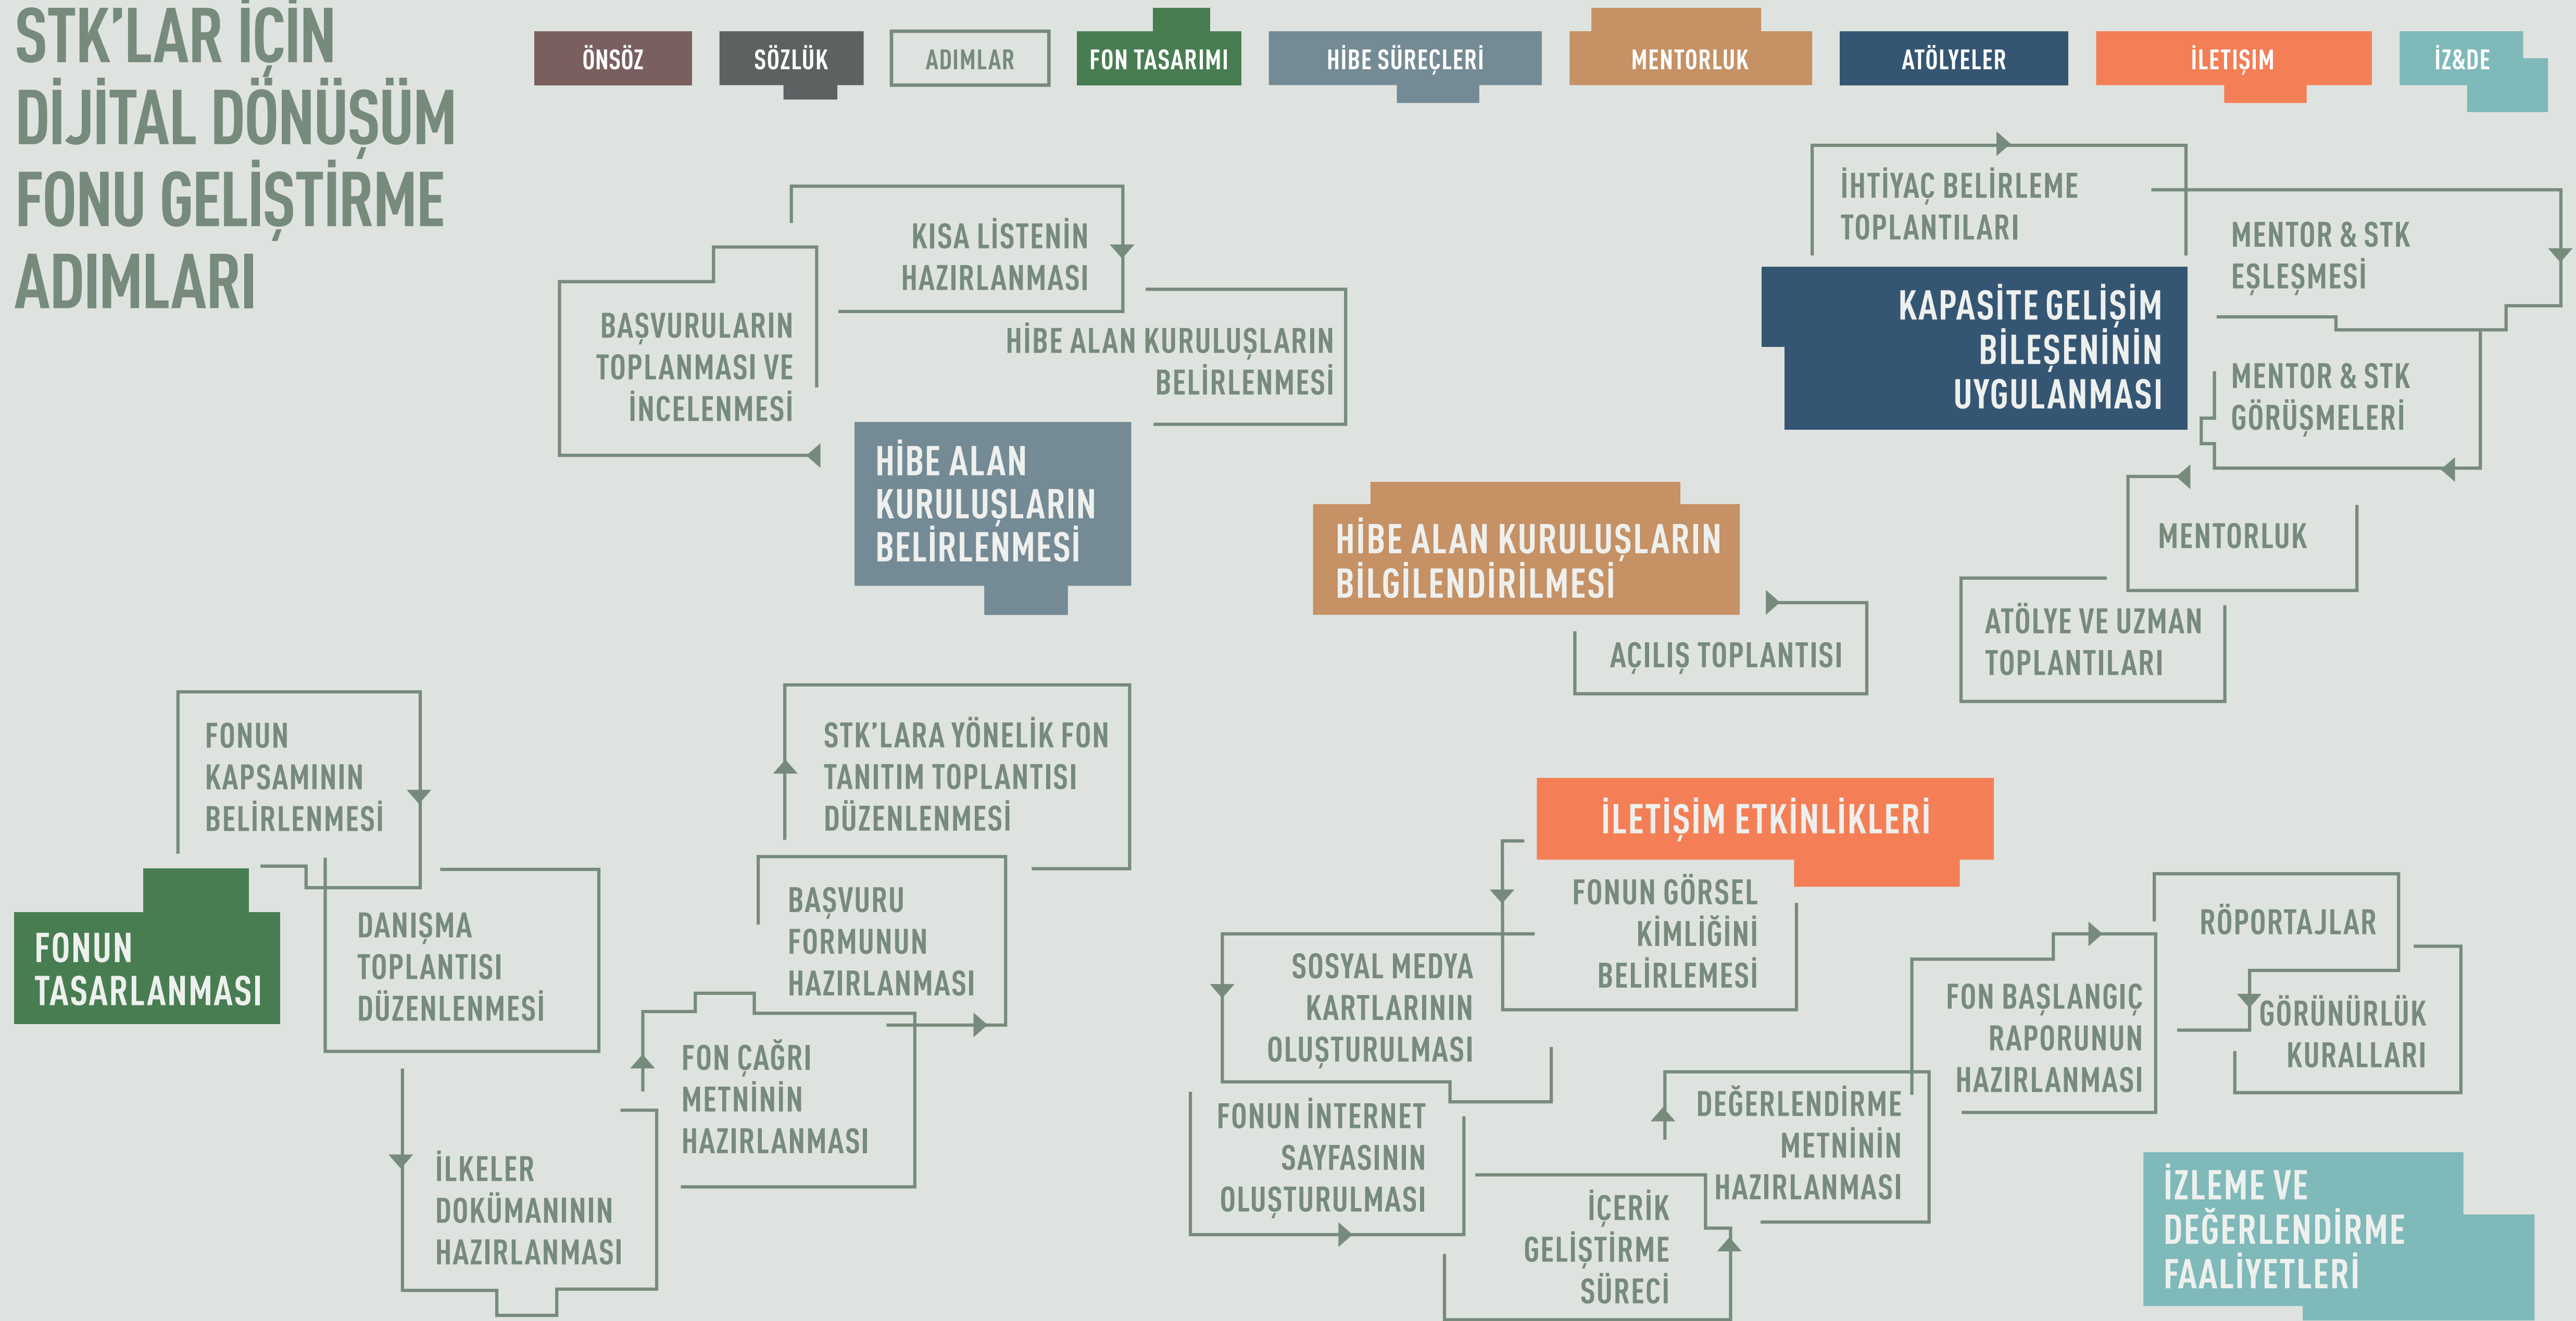 STK’LAR İÇİN
DİJİTAL DÖNÜŞÜM
FONU GELİŞTİRME
ADIMLARI
ÖNSÖZ
SÖZLÜK
ADIMLAR
FON TASARIMI
HİBE SÜREÇLERİ
MENTORLUK
ATÖLYELER
İLETIŞIM
İZ&DE
BAŞVURULARIN
TOPLANMASI VE
İNCELENMESİ
KISA LİSTENİN
HAZIRLANMASI
HİBE ALAN KURULUŞLARIN
BELİRLENMESİ
HİBE ALAN
KURULUŞLARIN
BELİRLENMESİ
İHTİYAÇ BELİRLEME
TOPLANTILARI
KAPASİTE GELİŞİM
BİLEŞENİNİN
UYGULANMASI
MENTOR & STK
EŞLEŞMESİ
MENTOR & STK
GÖRÜŞMELERİ
MENTORLUK
ATÖLYE VE UZMAN
TOPLANTILARI
HİBE ALAN KURULUŞLARIN
BİLGİLENDİRİLMESİ
AÇILIŞ TOPLANTISI
FONUN
KAPSAMININ
BELİRLENMESİ
FONUN
TASARLANMASI
DANIŞMA
TOPLANTISI
DÜZENLENMESİ
İLKELER
DOKÜMANININ
HAZIRLANMASI
FON ÇAĞRI
METNİNİN
HAZIRLANMASI
BAŞVURU
FORMUNUN
HAZIRLANMASI
STK’LARA YÖNELİK FON
TANITIM TOPLANTISI
DÜZENLENMESİ
İLETİŞİM ETKİNLİKLERİ
FONUN GÖRSEL
KİMLİĞİNİ
BELİRLEMESİ
SOSYAL MEDYA
KARTLARININ
OLUŞTURULMASI
FONUN İNTERNET
SAYFASININ
OLUŞTURULMASI
İÇERİK
GELİŞTİRME
SÜRECİ
DEĞERLENDİRME
METNİNİN
HAZIRLANMASI
FON BAŞLANGIÇ
RAPORUNUN
HAZIRLANMASI
RÖPORTAJLAR
GÖRÜNÜRLÜK
KURALLARI
İZLEME VE
DEĞERLENDİRME
FAALİYETLERİ